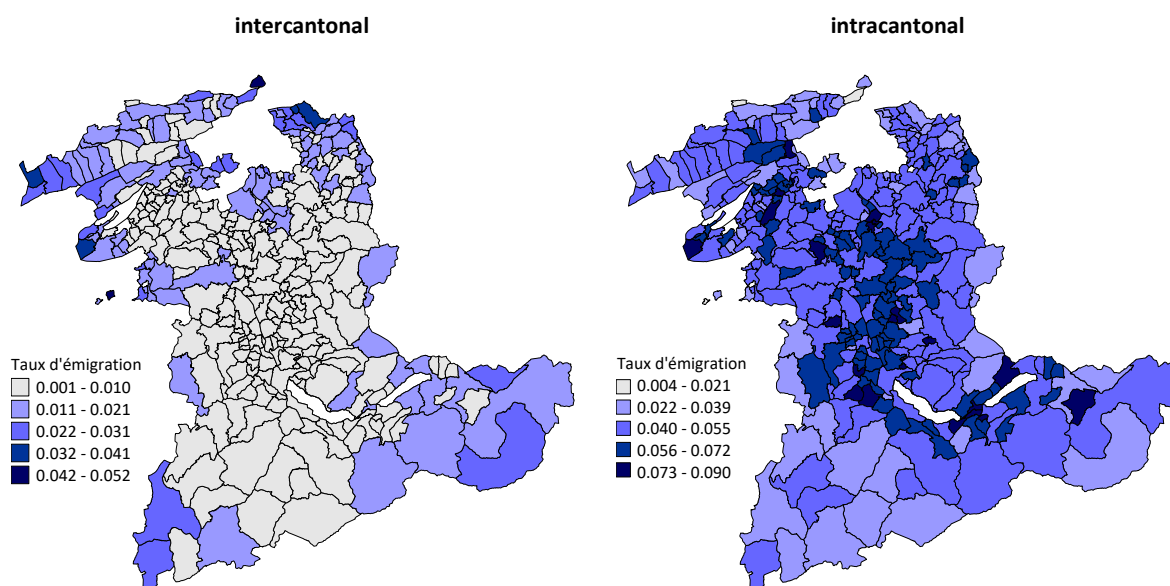 intercantonal
intracantonal
Taux d'émigration
0.001 - 0.010
0.011 - 0.021
0.022 - 0.031
0.032 - 0.041
0.042 - 0.052
Taux d'émigration
0.004 - 0.021
0.022 - 0.039
0.040 - 0.055
0.056 - 0.072
0.073 - 0.090